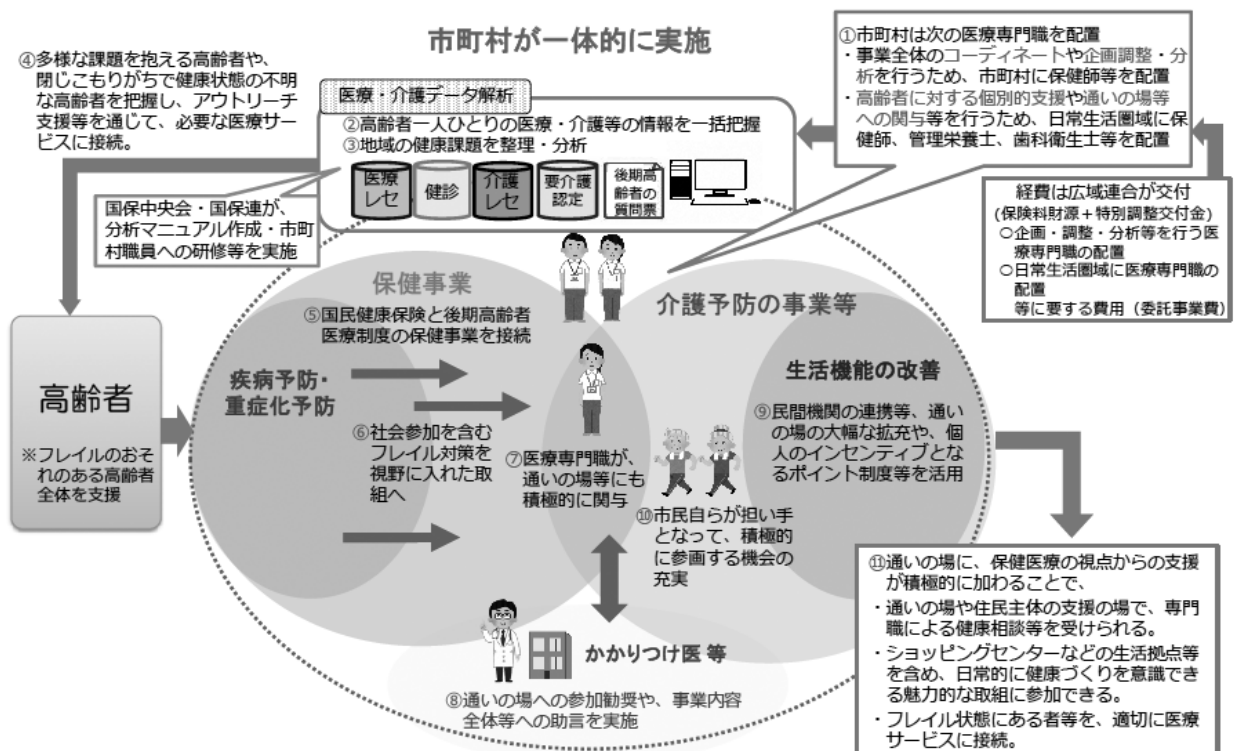 市町村が一体的に実施
①市町村は次の医療専門職を配置
・事業全体のコーディネートや企画調整・分
析を行うため、市町村に保健師等を配置
・高齢者に対する個別的支援や通いの場等
への関与等を行うため、日常生活圏域に保
健師、管理栄養士、歯科衛生士等を配置
④多様な課題を抱える高齢者や、
閉じこもりがちで健康状態の不明
な高齢者を把握し、アウトリーチ
支援等を通じて、必要な医療サー
ビスに接続。
医療・介護データ解析
②高齢者一人ひとりの医療・介護等の情報を一括把握
③地域の健康課題を整理・分析
医療
レセ
健診
介護
レセ
要介護
認定
後期高
齢者の
質問票
経費は広域連合が交付
(保険料財源＋特別調整交付金)
○企画・調整・分析等を行う医
療専門職の配置
○日常生活圏域に医療専門職の
配置
等に要する費用（委託事業費）
国保中央会・国保連が、
分析マニュアル作成・市町
村職員への研修等を実施
保健事業
⑤国民健康保険と後期高齢者
医療制度の保健事業を接続
介護予防の事業等
高齢者
※フレイルのおそ
れのある高齢者
全体を支援
疾病予防・
重症化予防
⑥社会参加を含む
フレイル対策を
視野に入れた取
組へ
⑦医療専門職が、
通いの場等にも
積極的に関与
生活機能の改善
⑨民間機関の連携等、通い
の場の大幅な拡充や、個
人のインセンティブとな
るポイント制度等を活用
⑩市民自らが担い手
となって、積極的
に参画する機会の
充実
かかりつけ医 等
⑧通いの場への参加勧奨や、事業内容
全体等への助言を実施
⑪通いの場に、保健医療の視点からの支援
が積極的に加わることで、
・通いの場や住民主体の支援の場で、専門
職による健康相談等を受けられる。
・ショッピングセンターなどの生活拠点等
を含め、日常的に健康づくりを意識でき
る魅力的な取組に参加できる。
・フレイル状態にある者等を、適切に医療
サービスに接続。